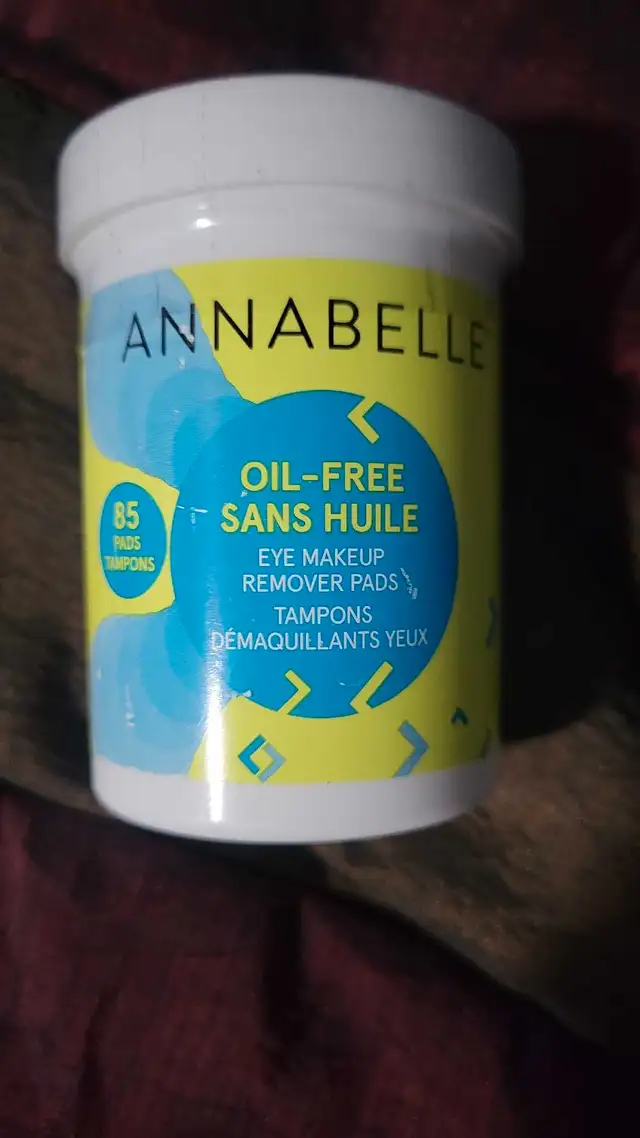 ANNABELLE
OIL-FREE
SANS HUILE
EYE MAKEUP
REMOVER PADS
TAMPONS
DÉMAQUILLANTS YEUX
85
PADS
TAMPONS